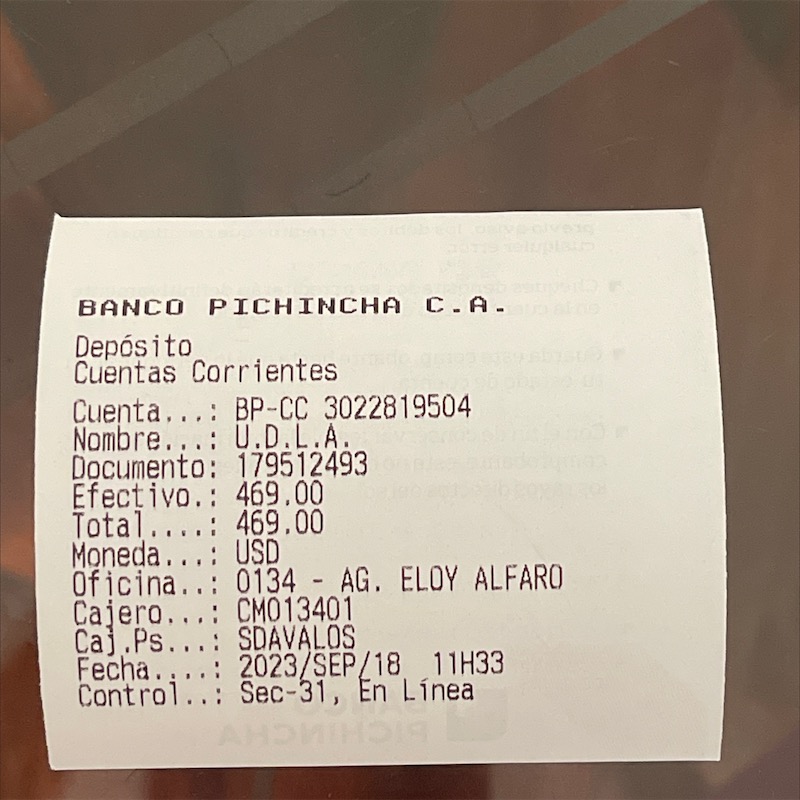 BANCO PICHINCHA C.A.
Depósito
Cuentas Corrientes
Cuenta...: BP-CC 3022819504
Nombre...: U.D.L.A.
Documento: 179512493
Efectivo.: 469.00
Total....: 469.00
Moneda...: USD
Oficina..: 0134 - AG. ELOY ALFARO
Cajero...: CM013401
Caj.Ps...: SDAVALOS
Fecha....: 2023/SEP/18 11H33
Control..: Sec-31, En Línea